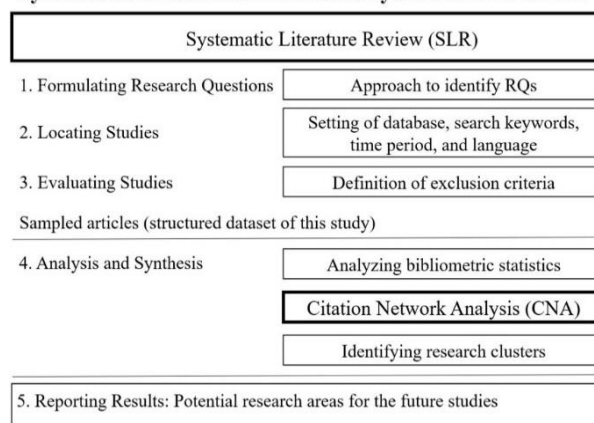 Systematic Literature Review (SLR)
1. Formulating Research Questions
Approach to identify RQs
2. Locating Studies
Setting of database, search keywords,
time period, and language
3. Evaluating Studies
Definition of exclusion criteria
Sampled articles (structured dataset of this study)
4. Analysis and Synthesis
Analyzing bibliometric statistics
Citation Network Analysis (CNA)
Identifying research clusters
5. Reporting Results: Potential research areas for the future studies